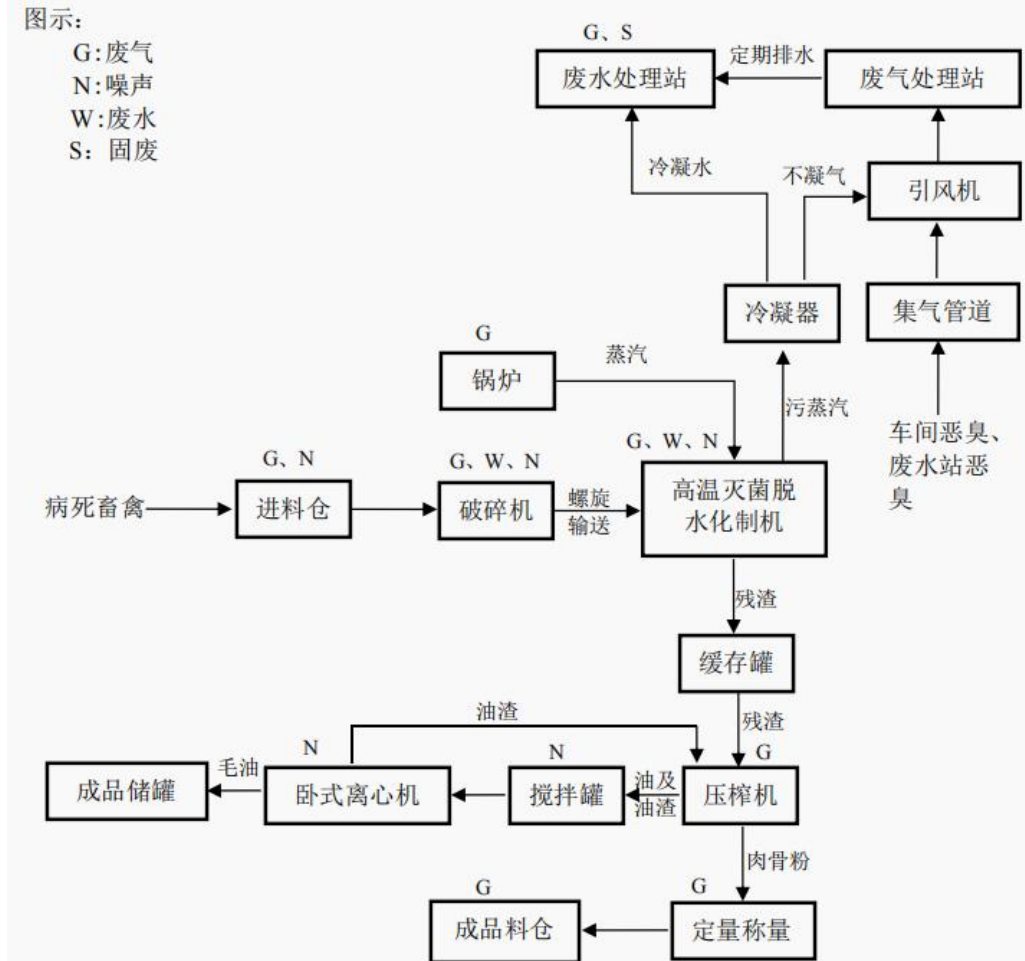 图示：
G：废气
N：噪声
W：废水
S：固废
G、S
废水处理站
定期排水
废气处理站
冷凝水
不凝气
引风机
冷凝器
集气管道
G
锅炉
蒸汽
污蒸汽
车间恶臭、
废水站恶
臭
G、N
G、W、N
G、W、N
病死畜禽
进料仓
破碎机
螺旋
输送
高温灭菌脱
水化制机
残渣
缓存罐
残渣
油渣
N
N
G
成品储罐
毛油
卧式离心机
搅拌罐
油及
油渣
压榨机
肉骨粉
G
G
成品料仓
定量称量